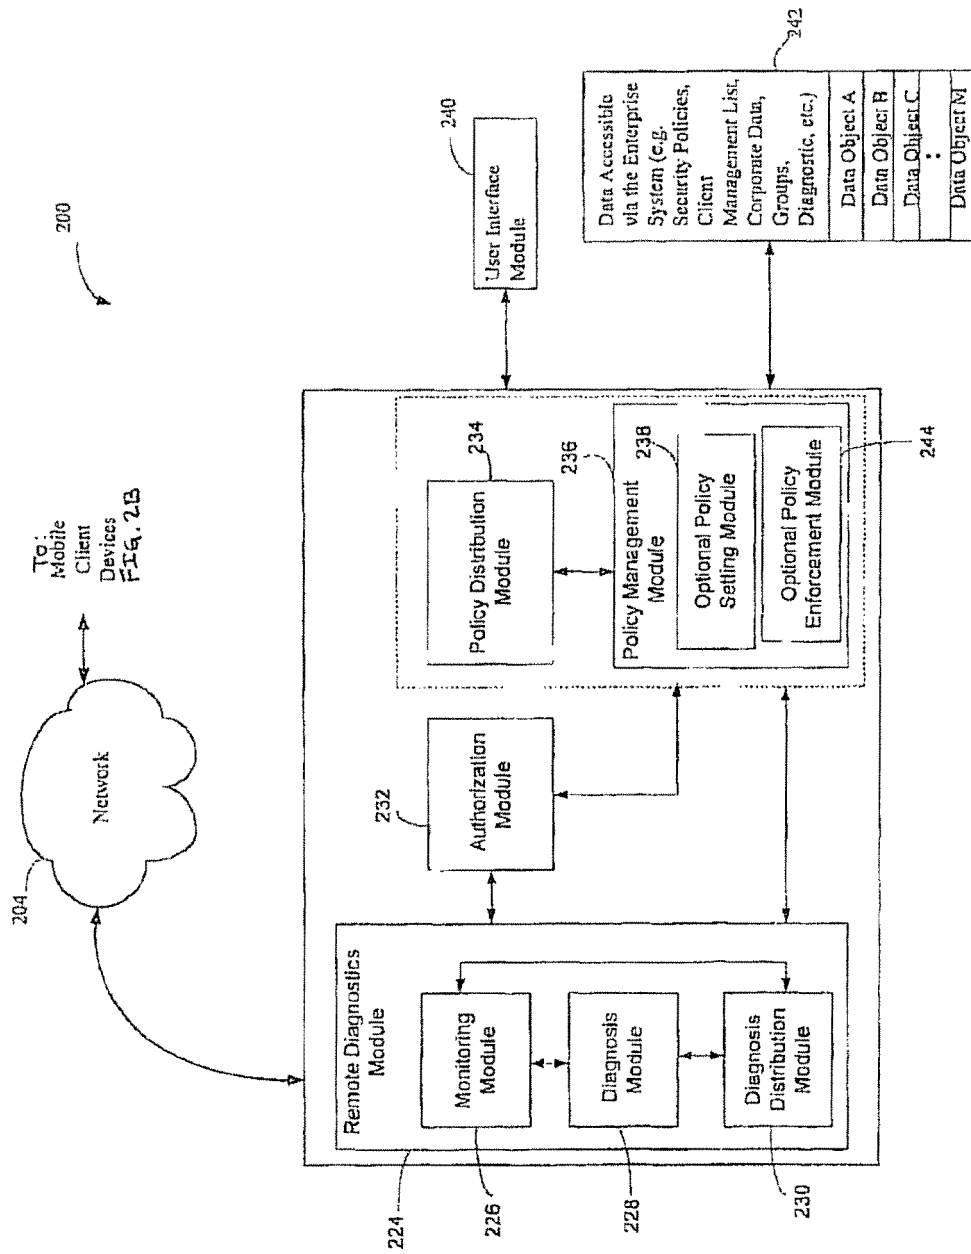 200
204
Network
To:
Mobile
Client
Devices
FIG. 2B
224
Remote Diagnostics
Module
226
Monitoring
Module
228
Diagnosis
Module
230
Diagnosis
Distribution
Module
232
Authorization
Module
234
Policy Distribution
Module
236
Policy Management
Module
238
Optional Policy
Setting Module
244
Optional Policy
Enforcement Module
240
User Interface
Module
242
Data Accessible
via the Enterprise
System (e.g.
Security Policies,
Client
Management List,
Corporate Data,
Groups,
Diagnostic, etc.)
Data Object A
Data Object B
Data Object C
:
Data Object M